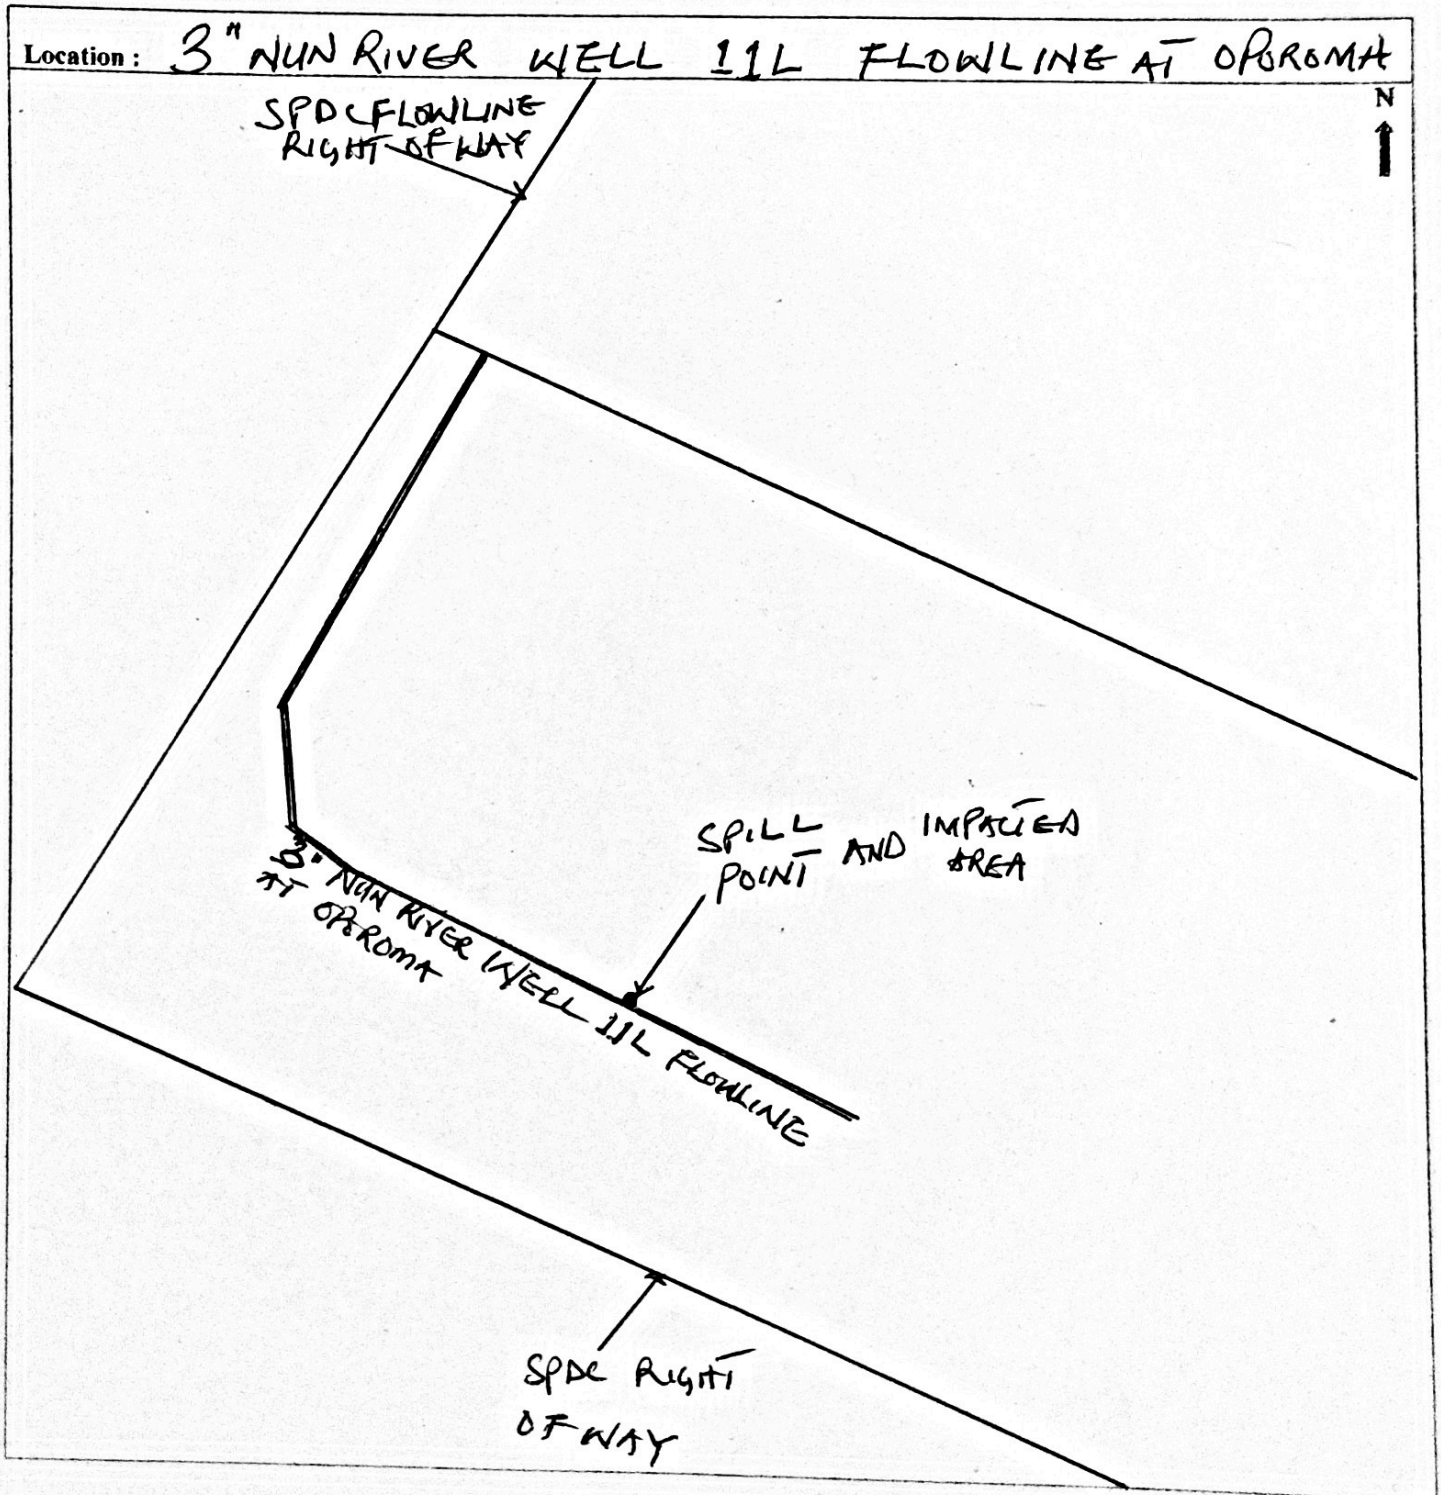 Location : 3" NUN RIVER WELL 11L FLOWLINE AT OPOROMA
N
SPDC FLOWLINE
RIGHT OF WAY
SPILL
POINT AND IMPACTED
AREA
3" NUN RIVER WELL 11L FLOWLINE
AT OPOROMA
SPDC RIGHT
OF WAY